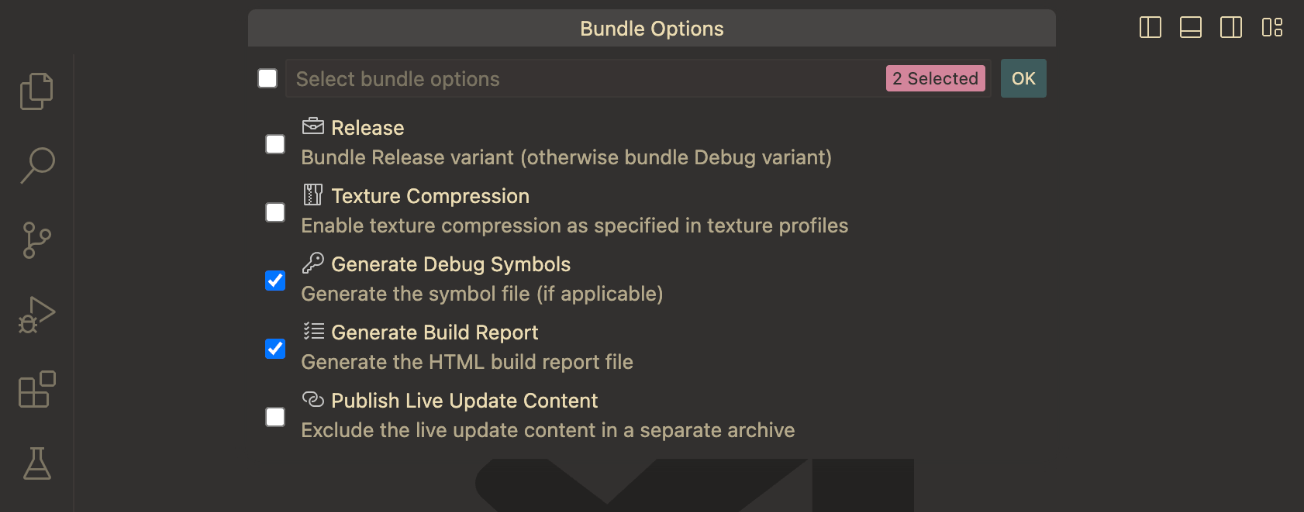 Bundle Options
Select bundle options 2 Selected OK
Release
Bundle Release variant (otherwise bundle Debug variant)
Texture Compression
Enable texture compression as specified in texture profiles
Generate Debug Symbols
Generate the symbol file (if applicable)
Generate Build Report
Generate the HTML build report file
Publish Live Update Content
Exclude the live update content in a separate archive